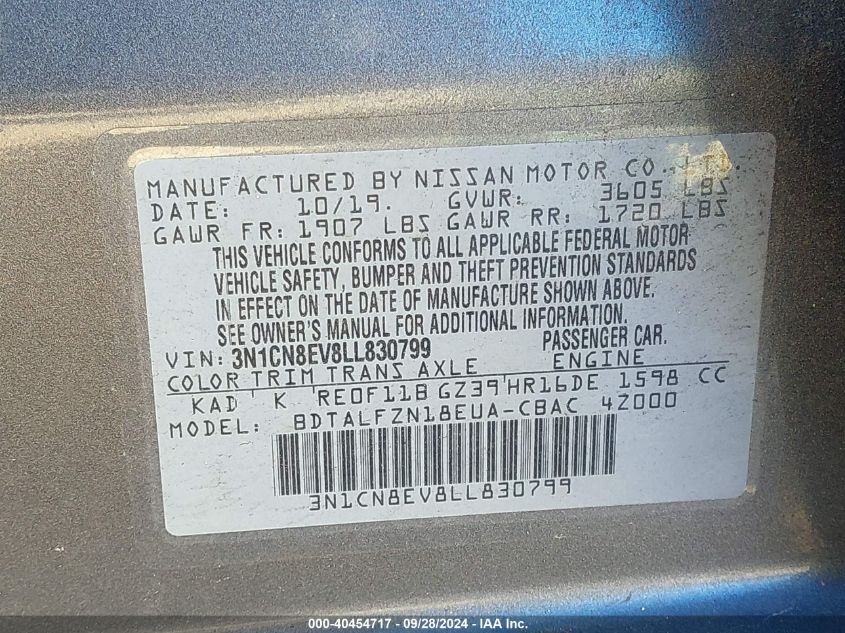 MANUFACTURED BY NISSAN MOTOR CO., LTD.
DATE: 10/19. GVWR: 3605 LBS
GAWR FR: 1907 LBS GAWR RR: 1720 LBS
THIS VEHICLE CONFORMS TO ALL APPLICABLE FEDERAL MOTOR
VEHICLE SAFETY, BUMPER AND THEFT PREVENTION STANDARDS
IN EFFECT ON THE DATE OF MANUFACTURE SHOWN ABOVE.
SEE OWNER'S MANUAL FOR ADDITIONAL INFORMATION.
VIN: 3N1CN8EV8LL830799 PASSENGER CAR.
COLOR TRIM TRANS AXLE ENGINE
KAD K RE0F11B GZ39 HR16DE 1598 CC
MODEL: BDTALFZN18EUA-CBAC 42000
3N1CN8EV8LL830799
000-40454717 - 09/28/2024 - IAA Inc.